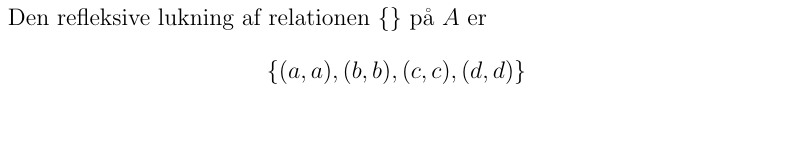 Den refleksive lukning af relationen {} på A er
{(a, a), (b, b), (c, c), (d, d)}